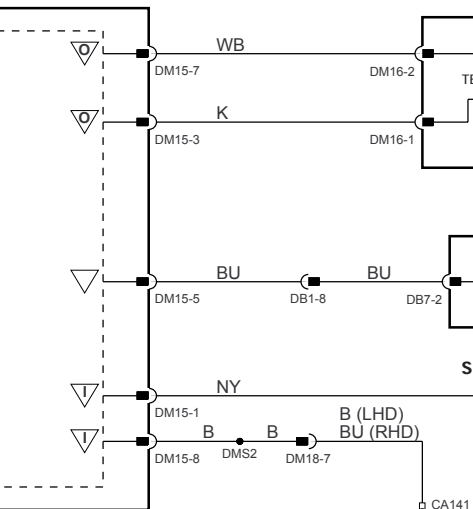 O
WB
DM15-7
DM16-2
TE
O
K
DM15-3
DM16-1
BU
BU
DM15-5
DB1-8
DB7-2
S
I
NY
DM15-1
B (LHD)
I
B
B
BU (RHD)
DM15-8
DMS2
DM18-7
CA141